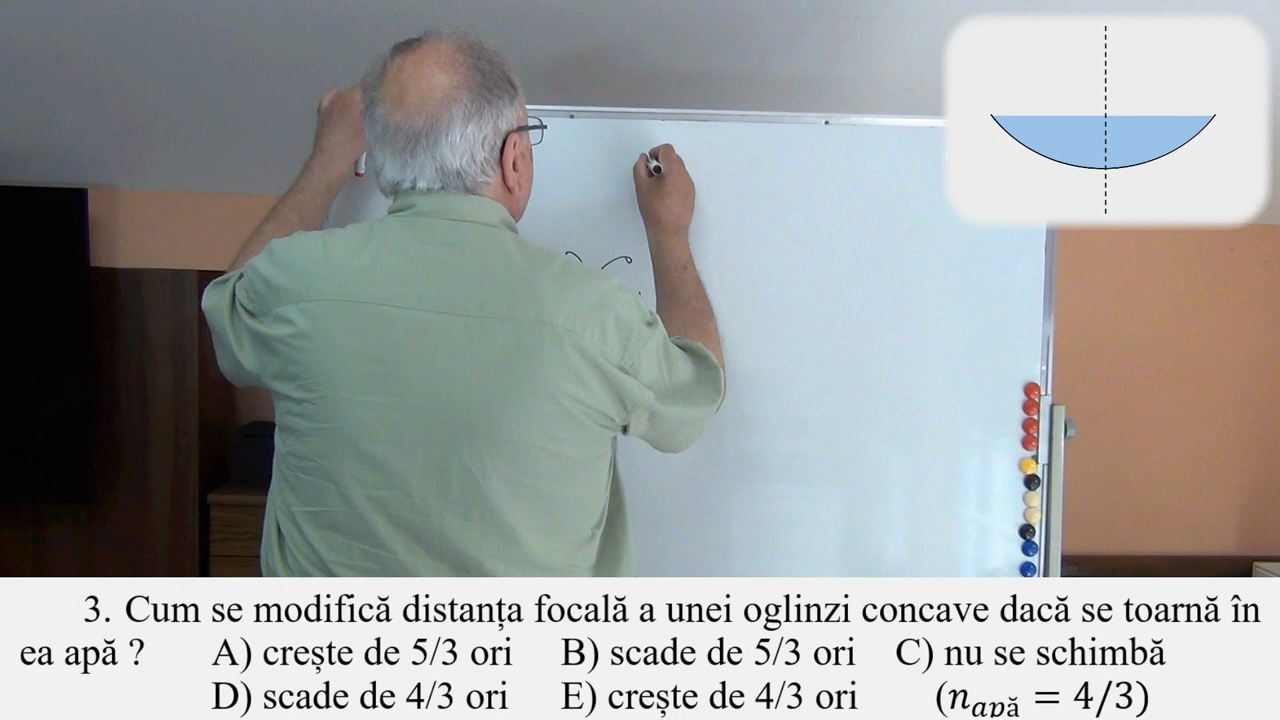 3. Cum se modifică distanța focală a unei oglinzi concave dacă se toarnă în
ea apă ? A) crește de 5/3 ori B) scade de 5/3 ori C) nu se schimbă
D) scade de 4/3 ori E) crește de 4/3 ori (n_apă = 4/3)